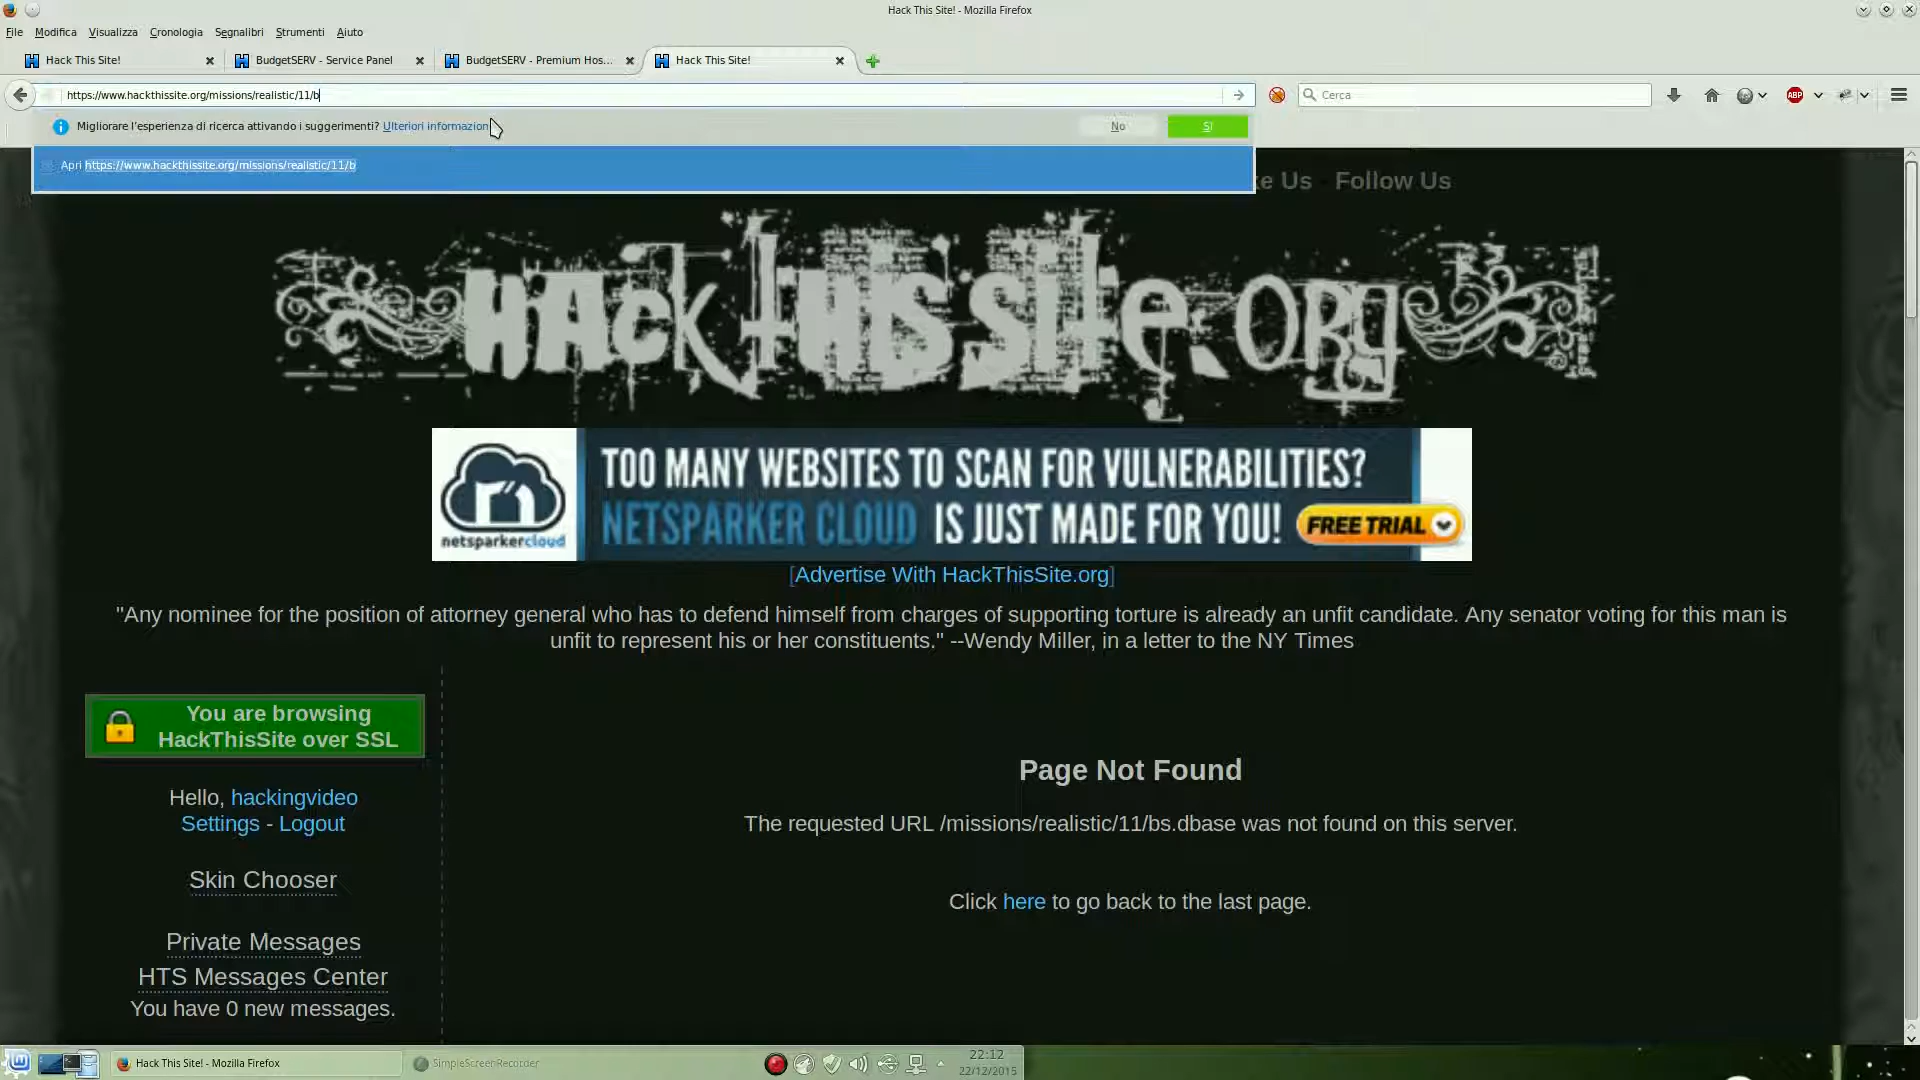 Hack This Site! - Mozilla Firefox
File Modifica Visualizza Cronologia Segnalibri Strumenti Aiuto
Hack This Site!
BudgetSERV - Service Panel
BudgetSERV - Premium Hos...
Hack This Site!
https://www.hackthissite.org/missions/realistic/11/b
Cerca
ABP
Migliorare l'esperienza di ricerca attivando i suggerimenti? Ulteriori informazion
No
Sì
Apri https://www.hackthissite.org/missions/realistic/11/b
ke Us - Follow Us
HACK THIS SITE.ORG
netsparkercloud
TOO MANY WEBSITES TO SCAN FOR VULNERABILITIES?
NETSPARKER CLOUD IS JUST MADE FOR YOU!
FREE TRIAL
[Advertise With HackThisSite.org]
"Any nominee for the position of attorney general who has to defend himself from charges of supporting torture is already an unfit candidate. Any senator voting for this man is
unfit to represent his or her constituents." --Wendy Miller, in a letter to the NY Times
You are browsing
HackThisSite over SSL
Hello, hackingvideo
Settings - Logout
Skin Chooser
Private Messages
HTS Messages Center
You have 0 new messages.
Page Not Found
The requested URL /missions/realistic/11/bs.dbase was not found on this server.
Click here to go back to the last page.
Hack This Site! - Mozilla Firefox
SimpleScreenRecorder
22:12
22/12/2015